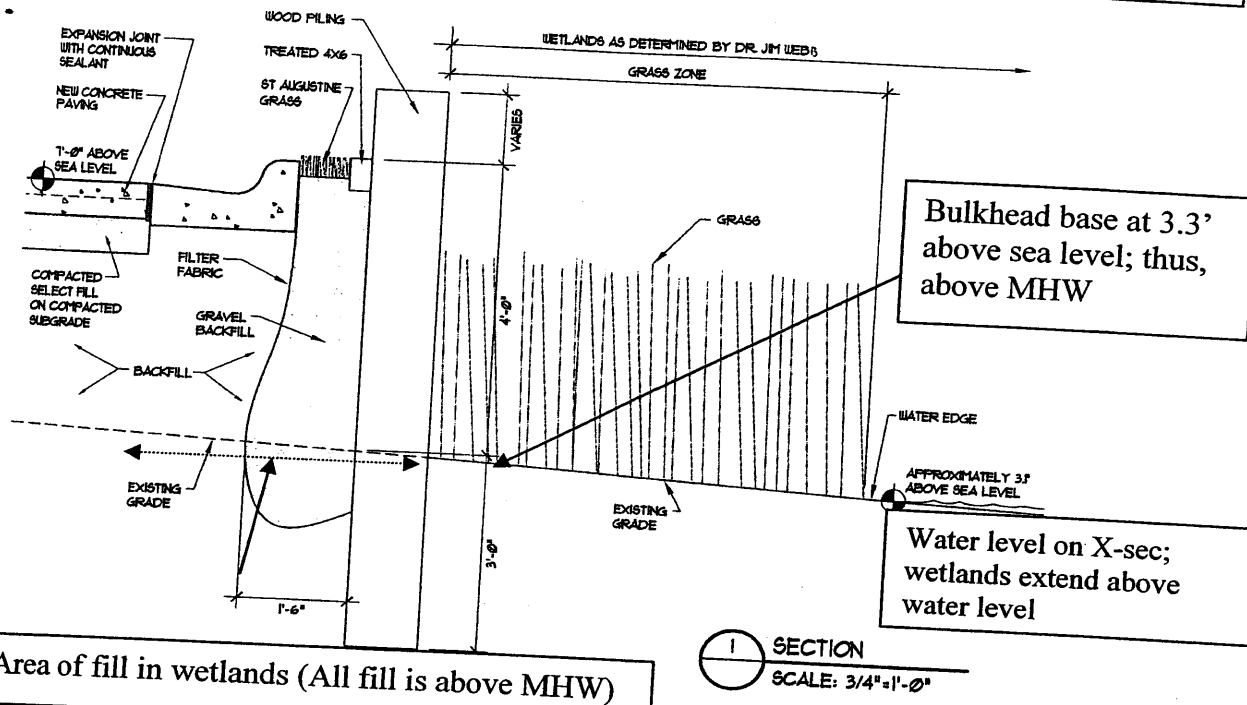 WOOD PILING
EXPANSION JOINT
WITH CONTINUOUS
SEALANT
TREATED 4X6
WETLANDS AS DETERMINED BY DR. JIM WEBB
GRASS ZONE
NEW CONCRETE
PAVING
ST AUGUSTINE
GRASS
VARIES
7'-0" ABOVE
SEA LEVEL
GRASS
Bulkhead base at 3.3'
above sea level; thus,
above MHW
FILTER
FABRIC
COMPACTED
SELECT FILL
ON COMPACTED
SUBGRADE
GRAVEL
BACKFILL
4'-0"
BACKFILL
WATER EDGE
EXISTING
GRADE
APPROXIMATELY 3.1'
ABOVE SEA LEVEL
EXISTING
GRADE
Water level on X-sec;
wetlands extend above
water level
3'-0"
1'-6"
1
SECTION
SCALE: 3/4"=1'-0"
Area of fill in wetlands (All fill is above MHW)